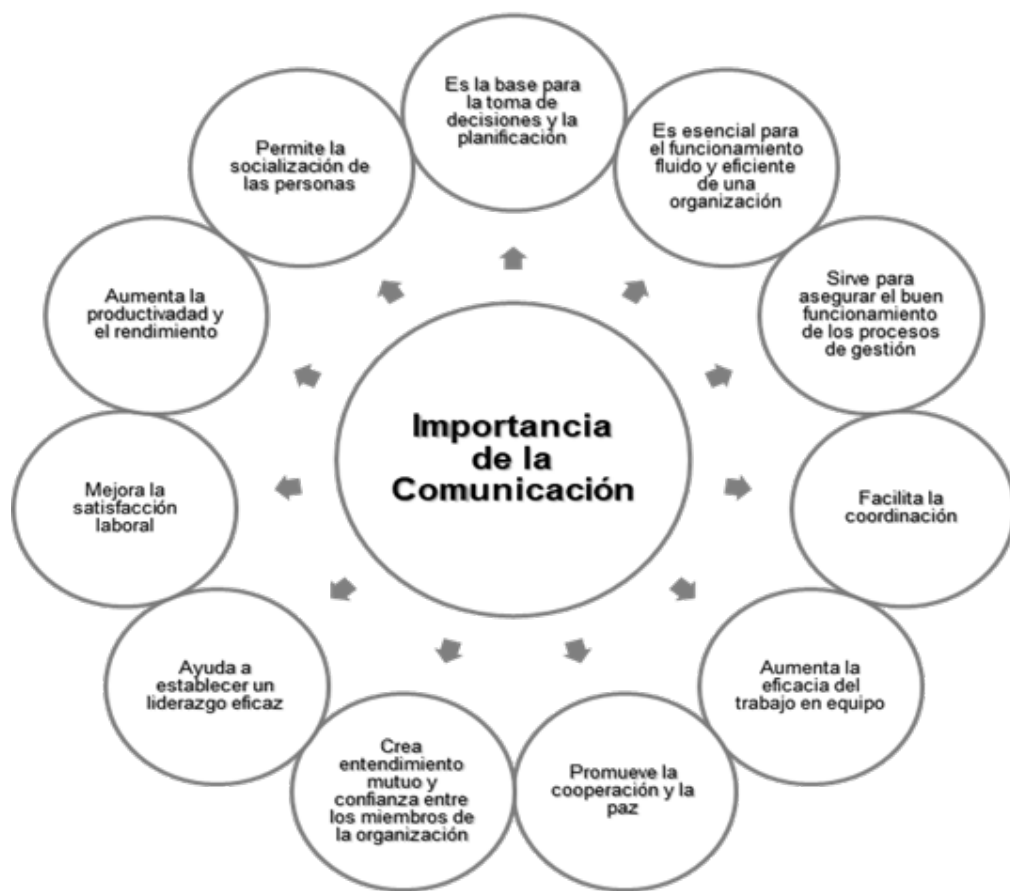 Es la base para
la toma de
decisiones y la
planificación
Es esencial para
el funcionamiento
fluido y eficiente
de una
organización
Sirve para
asegurar el buen
funcionamiento
de los procesos
de gestión
Facilita la
coordinación
Aumenta la
eficacia del
trabajo en equipo
Promueve la
cooperación y la
paz
Crea
entendimiento
mutuo y
confianza entre
los miembros de
la organización
Ayuda a
establecer un
liderazgo eficaz
Mejora la
satisfacción
laboral
Aumenta la
productivadad y
el rendimiento
Permite la
socialización de
las personas
Importancia
de la
Comunicación